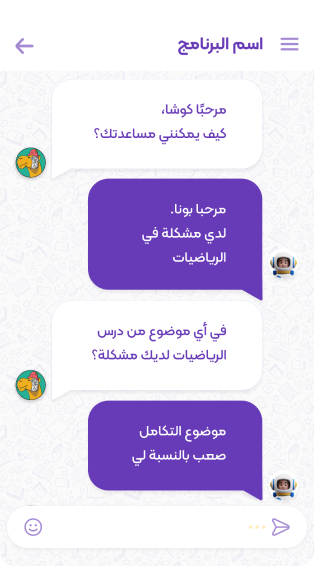 اسم البرنامج
مرحبًا كوشا،
كيف يمكنني مساعدتك؟
مرحبا بونا.
لدي مشكلة في
الرياضيات
في أي موضوع من درس
الرياضيات لديك مشكلة؟
موضوع التكامل
صعب بالنسبة لي